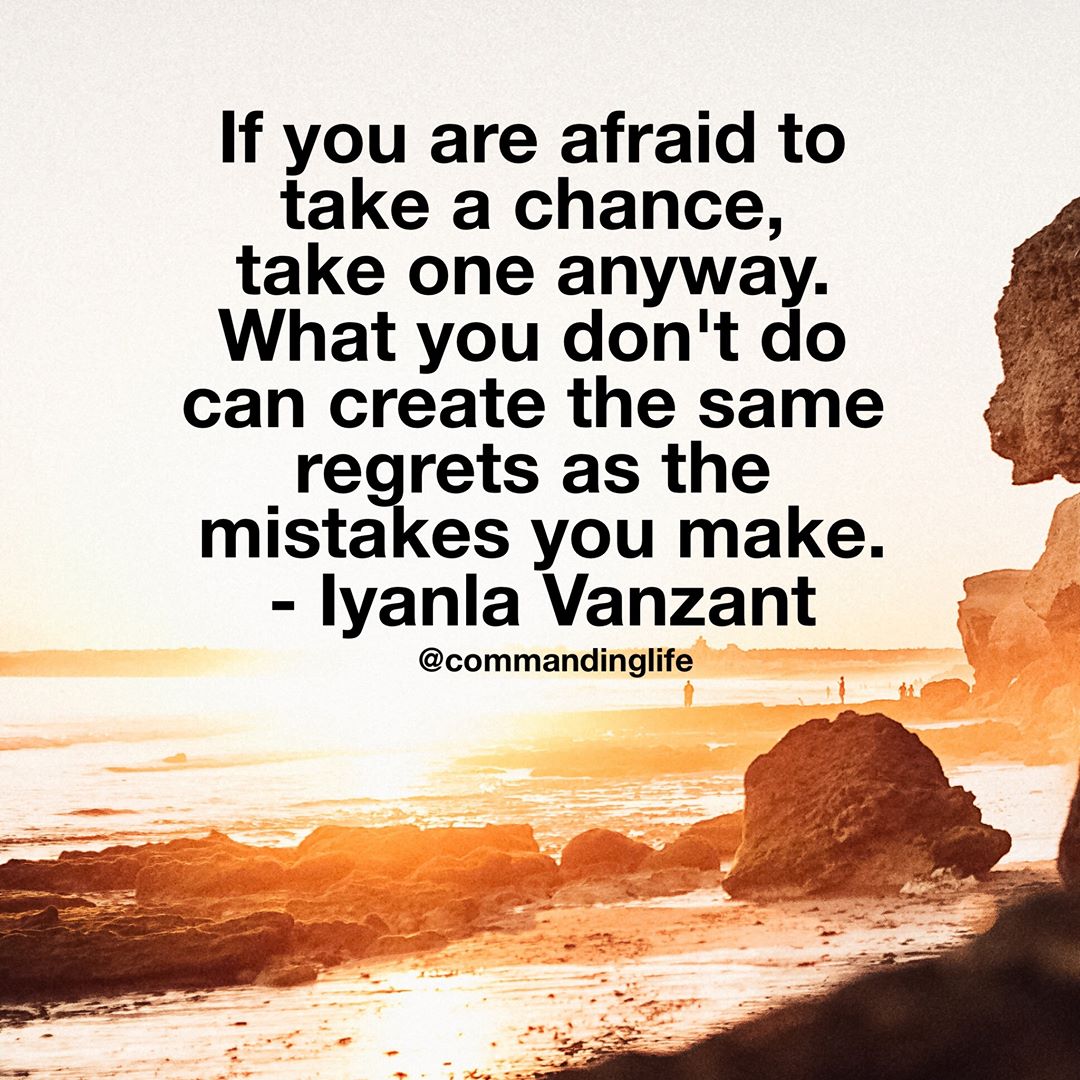 If you are afraid to
take a chance,
take one anyway.
What you don't do
can create the same
regrets as the
mistakes you make.
- Iyanla Vanzant
@commandinglife